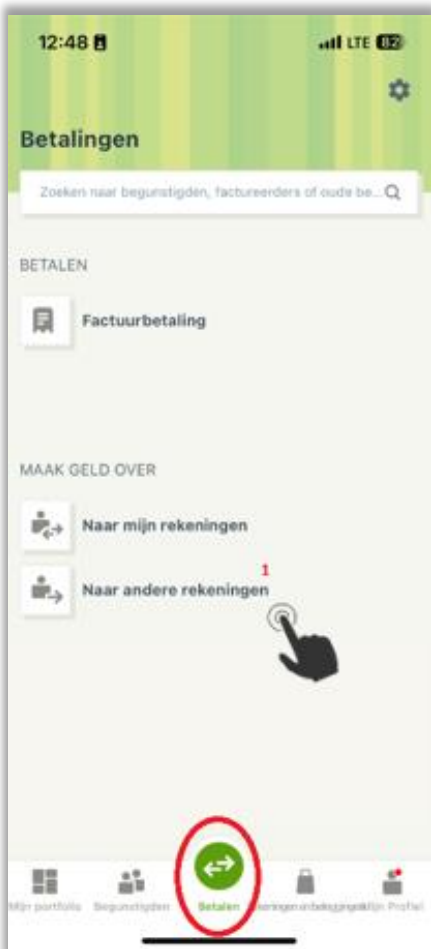 12:48
LTE 82
Betalingen
Zoeken naar begunstigden, factureerders of oude be...
BETALEN
Factuurbetaling
MAAK GELD OVER
Naar mijn rekeningen
1
Naar andere rekeningen
Mijn portfolio Begunstigden Betalen Mijn Profiel